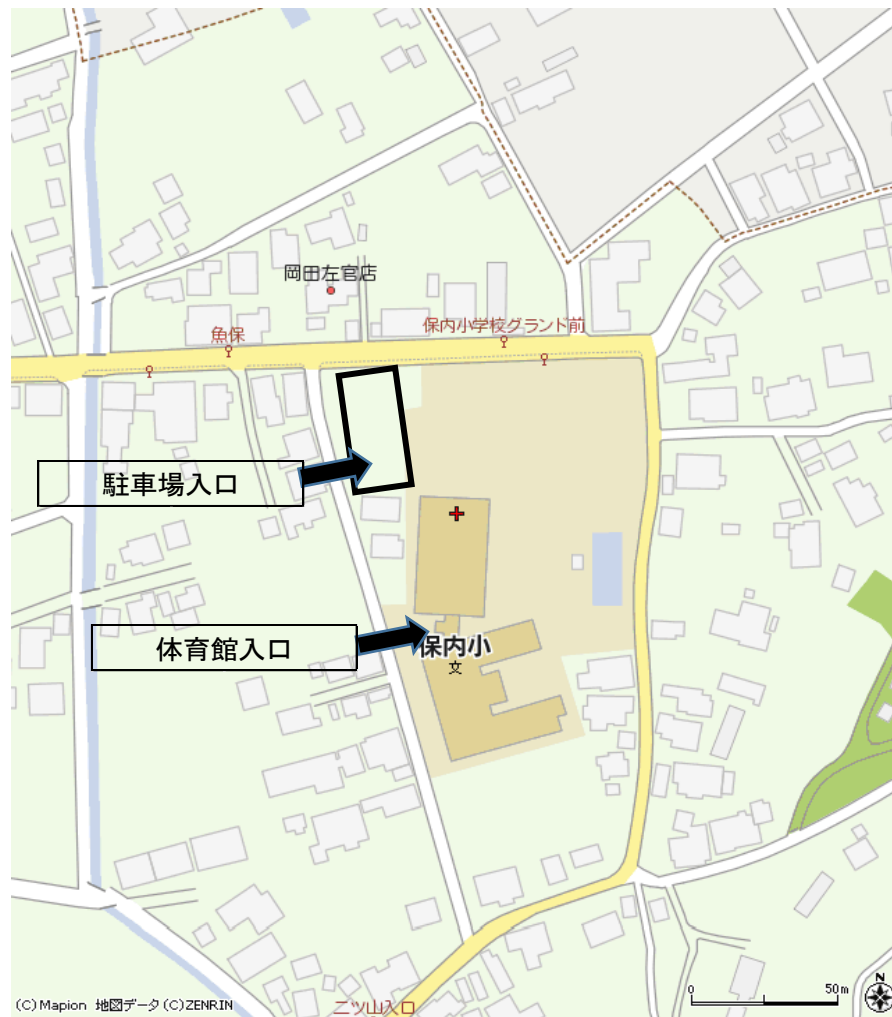 岡田左官店
魚保
保内小学校グランド前
駐車場入口
体育館入口
保内小
文
二ツ山入口
(C)Mapion 地図データ(C)ZENRIN
0
50m
N